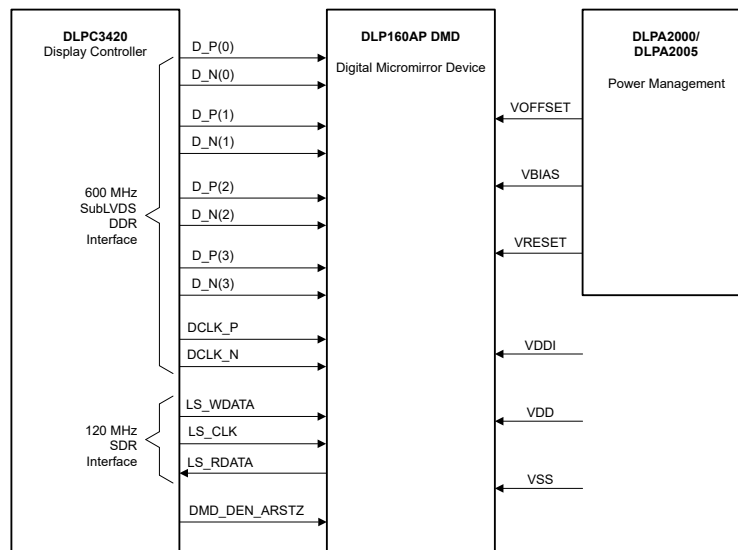 DLPC3420
Display Controller
600 MHz
SubLVDS
DDR
Interface
120 MHz
SDR
Interface
D_P(0)
D_N(0)
D_P(1)
D_N(1)
D_P(2)
D_N(2)
D_P(3)
D_N(3)
DCLK_P
DCLK_N
LS_WDATA
LS_CLK
LS_RDATA
DMD_DEN_ARSTZ
DLP160AP DMD
Digital Micromirror Device
VOFFSET
VBIAS
VRESET
VDDI
VDD
VSS
DLPA2000/
DLPA2005
Power Management